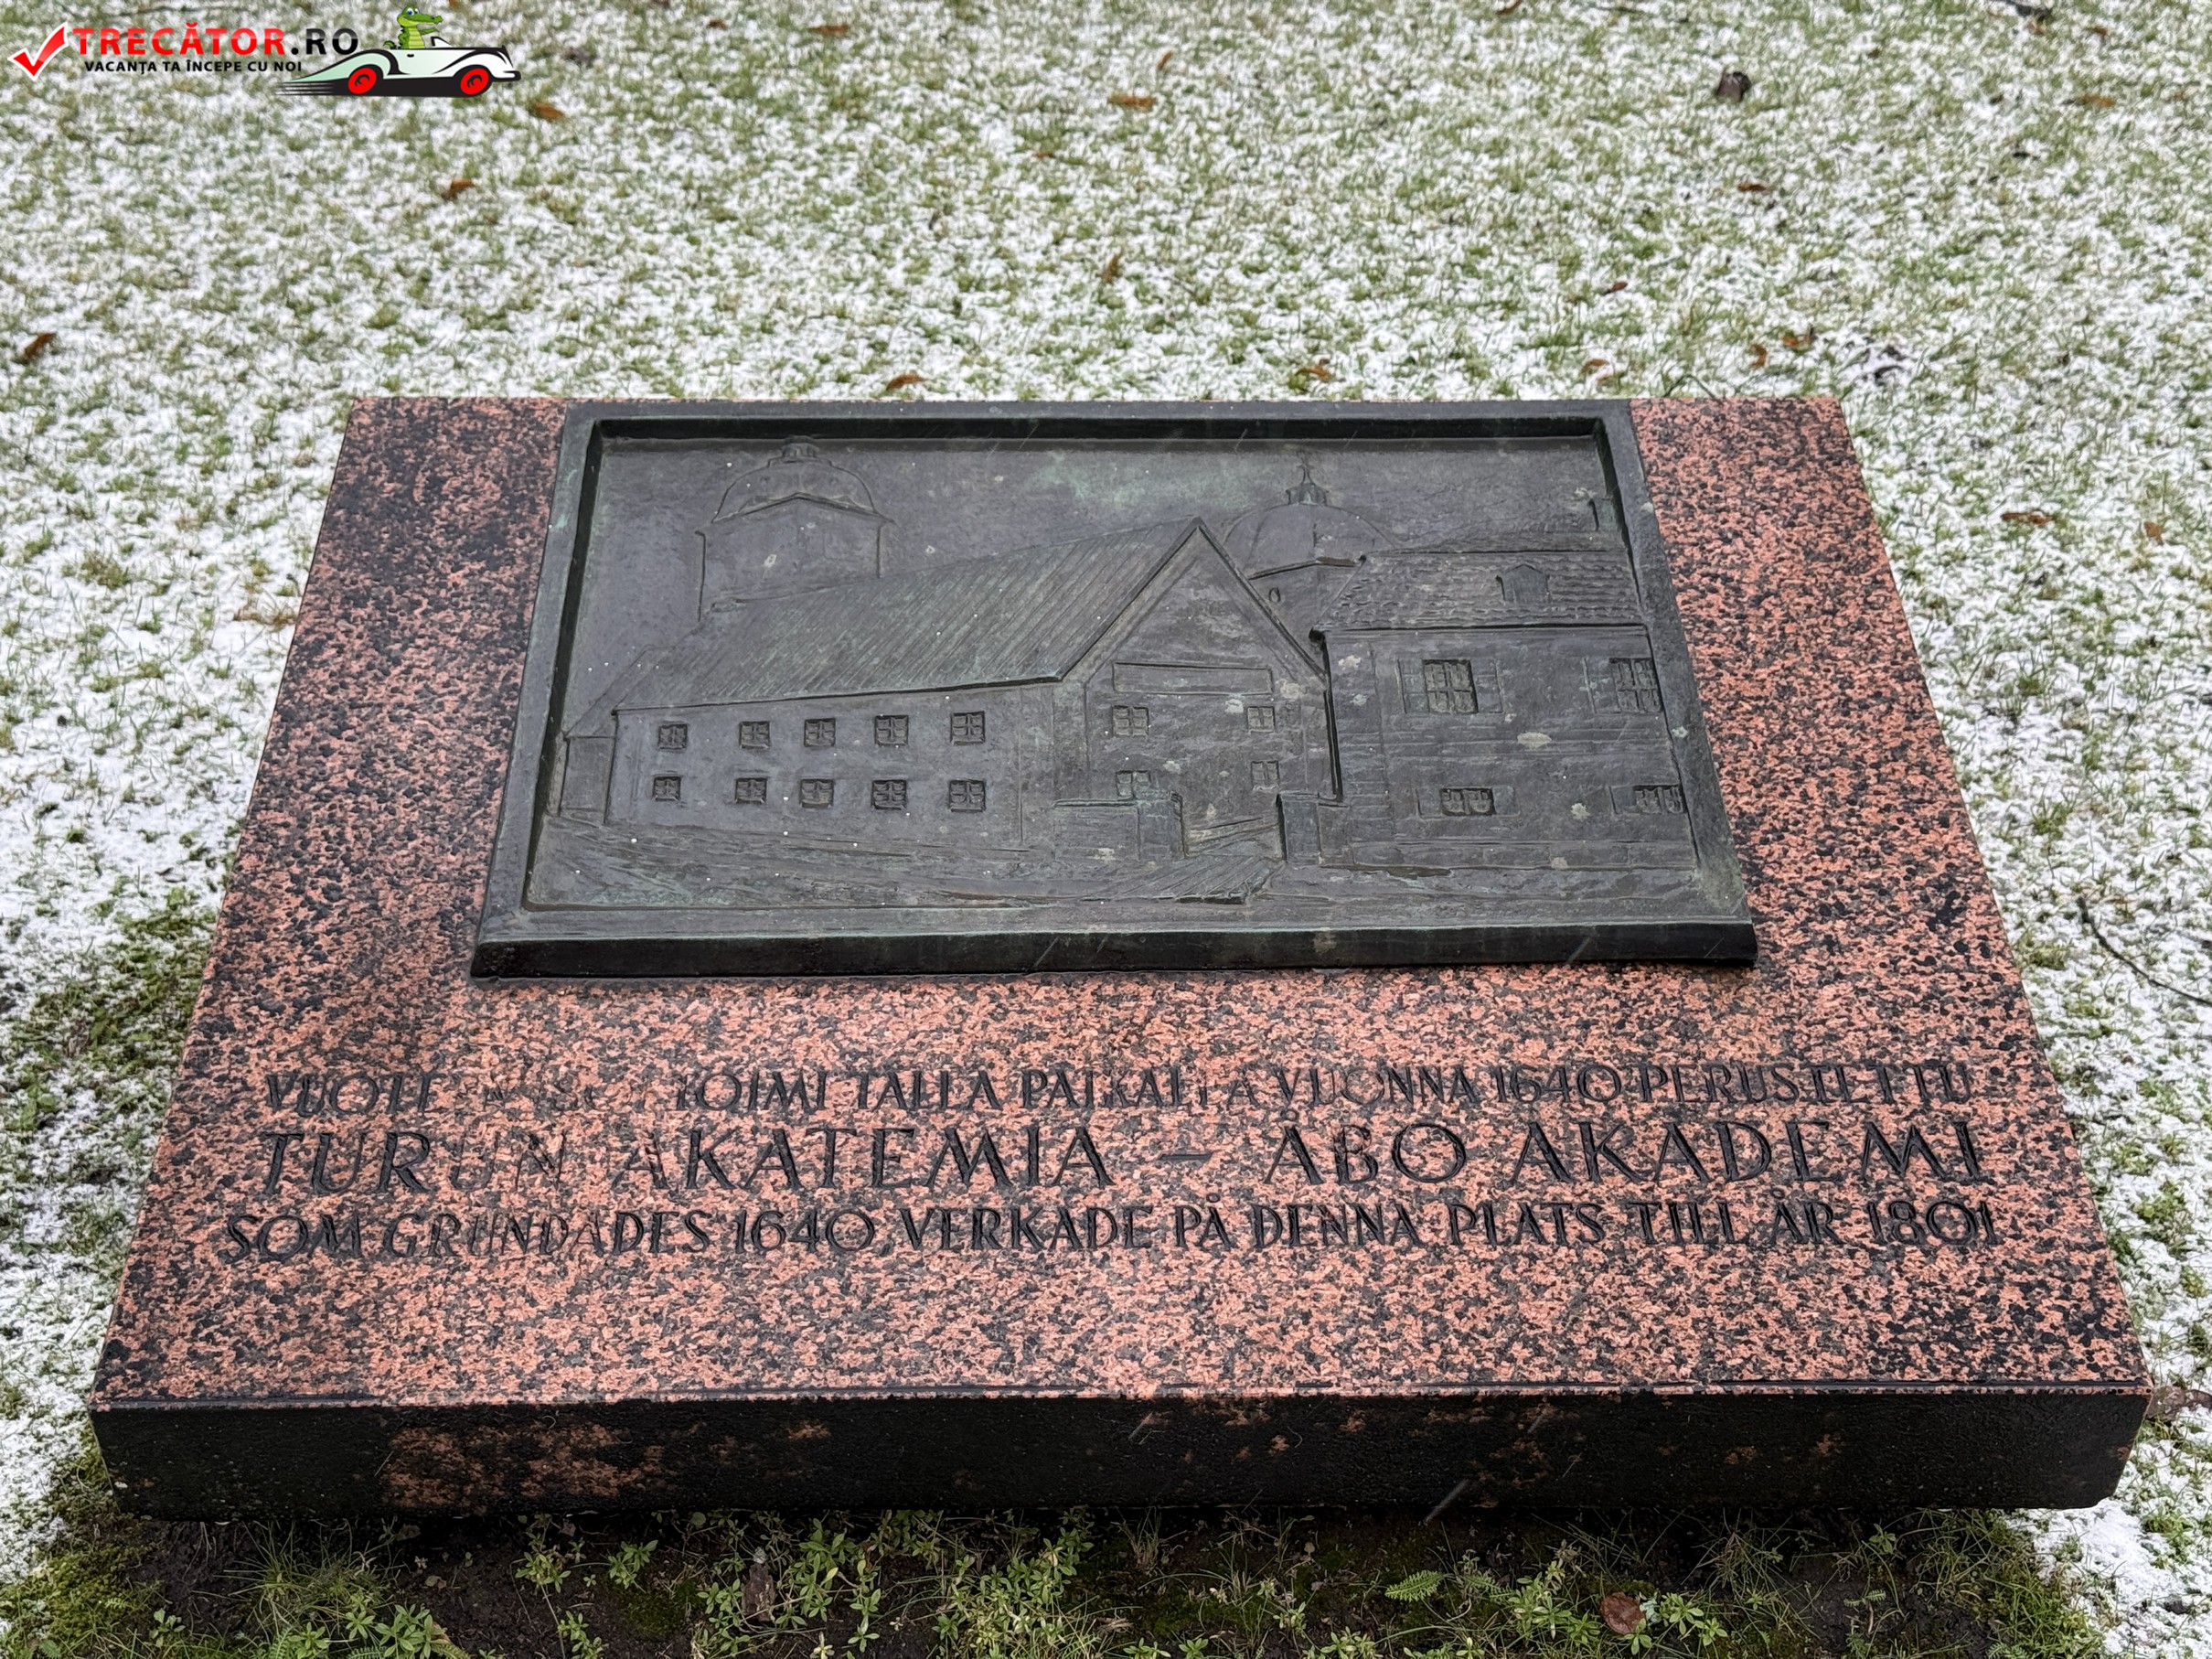 TRECĂTOR.RO
VACANȚA TA ÎNCEPE CU NOI
TOIMI TÄLLÄ PAIKALLA VUONNA 1640 PERUSTETTU
TURUN AKATEMIA – ÅBO AKADEMI
SOM GRUNDADES 1640 VERKADE PÅ DENNA PLATS TILL ÅR 1801